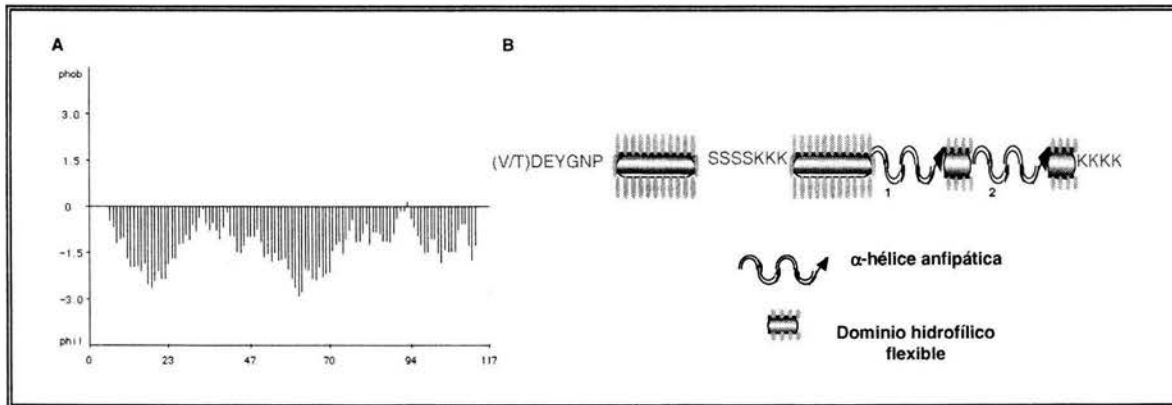 A
phob
3.0
1.5
0
-1.5
-3.0
phil
0 23 47 70 94 117
B
(V/T)DEYGNP SSSSKKK KKKK
1 2
α-hélice anfipática
Dominio hidrofílico
flexible